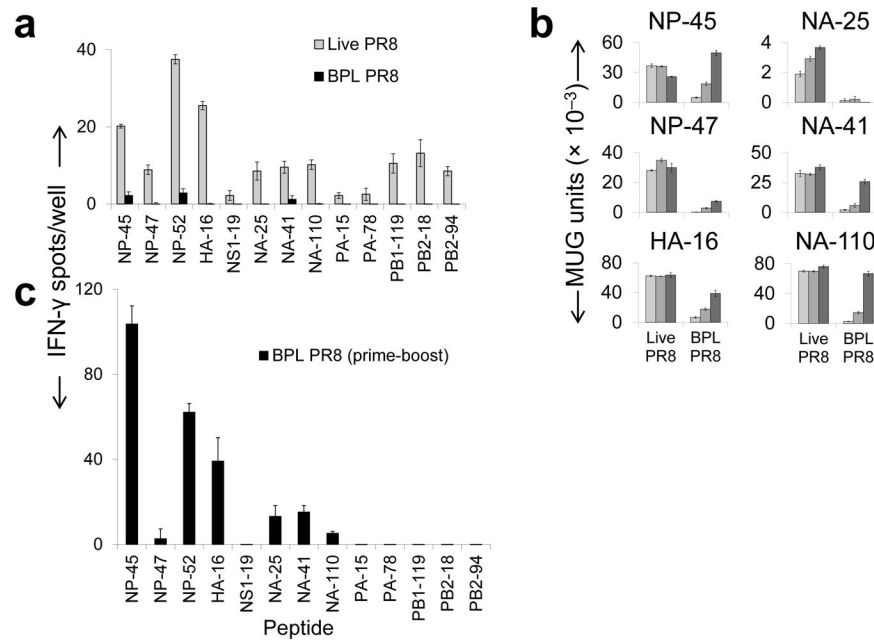 a
IFN-γ spots/well
40
20
0
Live PR8
BPL PR8
NP-45
NP-47
NP-52
HA-16
NS1-19
NA-25
NA-41
NA-110
PA-15
PA-78
PB1-119
PB2-18
PB2-94
b
MUG units (× 10⁻³)
NP-45
60
30
0
NA-25
4
2
0
NP-47
40
20
0
NA-41
50
25
0
HA-16
80
40
0
Live
PR8
BPL
PR8
NA-110
80
40
0
Live
PR8
BPL
PR8
c
120
80
40
0
BPL PR8 (prime-boost)
NP-45
NP-47
NP-52
HA-16
NS1-19
NA-25
NA-41
NA-110
PA-15
PA-78
PB1-119
PB2-18
PB2-94
Peptide